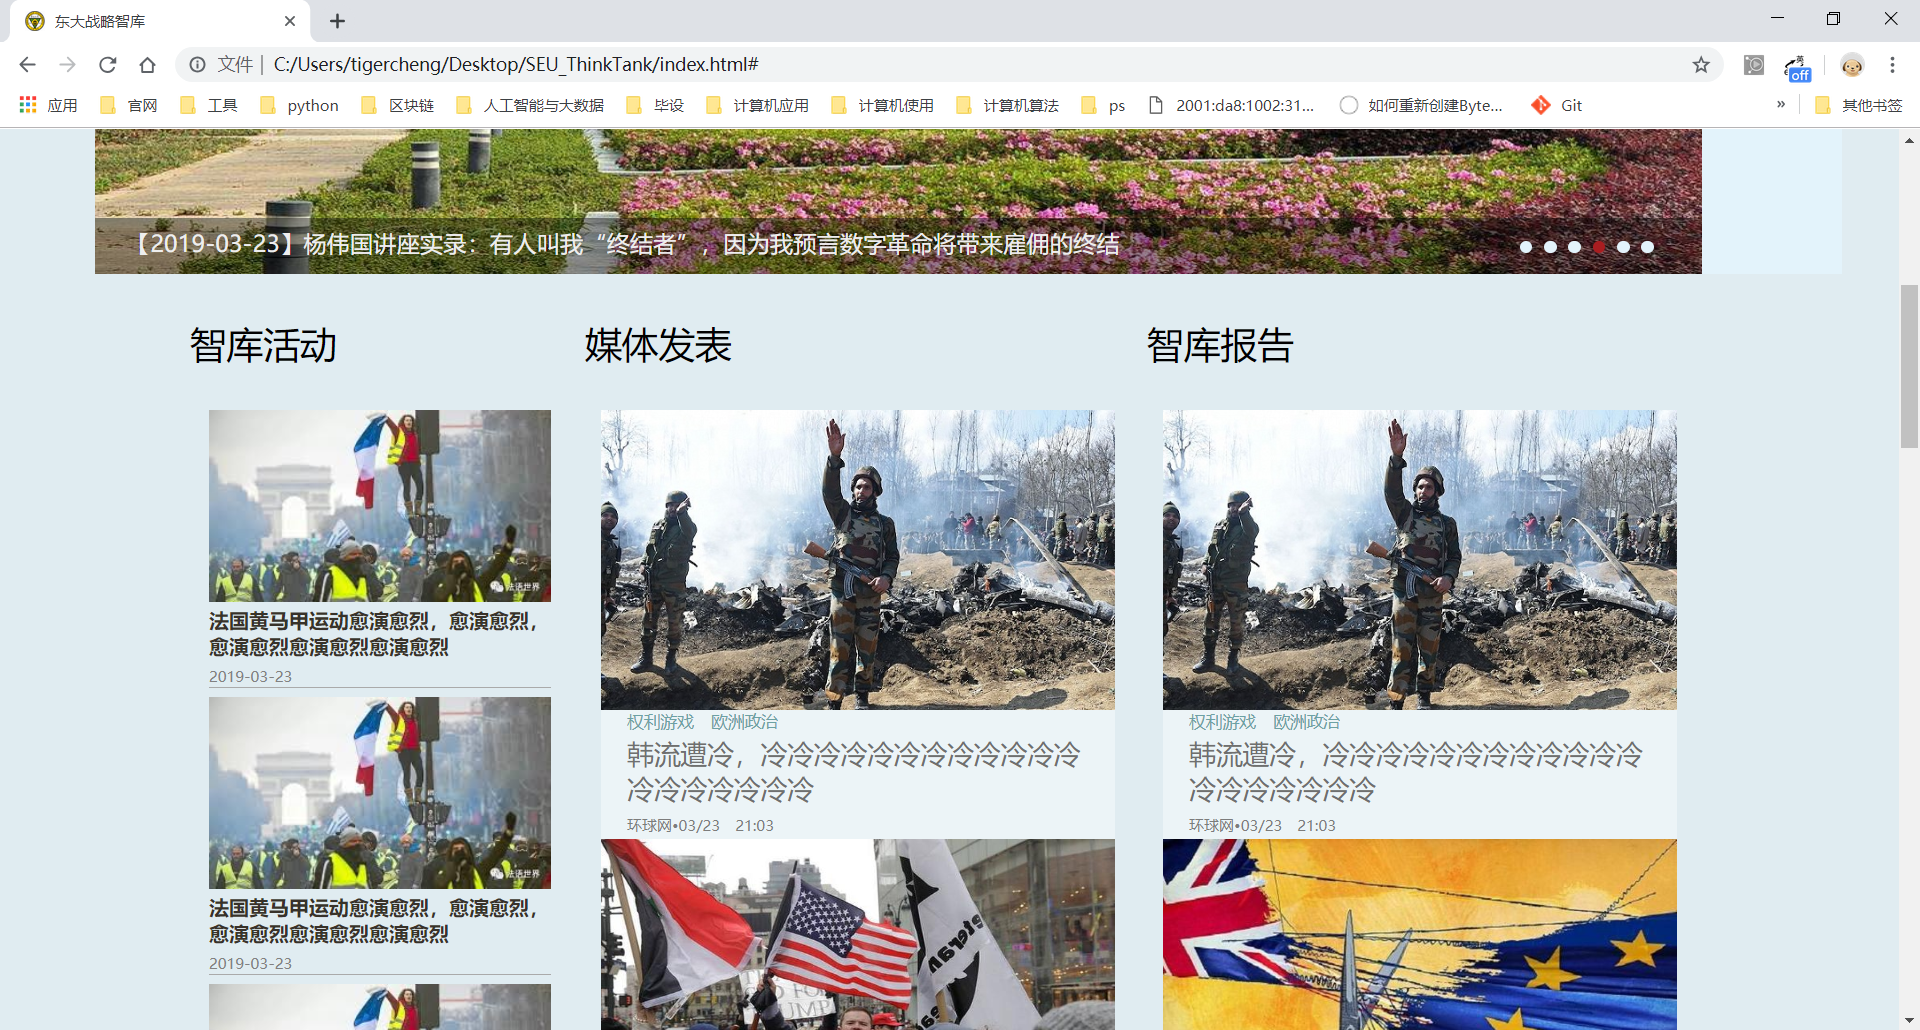 东大战略智库
文件 | C:/Users/tigercheng/Desktop/SEU_ThinkTank/index.html#
英
off
应用 官网 工具 python 区块链 人工智能与大数据 毕设 计算机应用 计算机使用 计算机算法 ps 2001:da8:1002:31... 如何重新创建Byte... Git » 其他书签
【2019-03-23】杨伟国讲座实录：有人叫我“终结者”，因为我预言数字革命将带来雇佣的终结
智库活动 媒体发表 智库报告
法语世界
法国黄马甲运动愈演愈烈，愈演愈烈，
愈演愈烈愈演愈烈愈演愈烈
2019-03-23
法语世界
法国黄马甲运动愈演愈烈，愈演愈烈，
愈演愈烈愈演愈烈愈演愈烈
2019-03-23
权利游戏 欧洲政治
韩流遭冷，冷冷冷冷冷冷冷冷冷冷冷冷
冷冷冷冷冷冷冷
环球网•03/23 21:03
权利游戏 欧洲政治
韩流遭冷，冷冷冷冷冷冷冷冷冷冷冷冷
冷冷冷冷冷冷冷
环球网•03/23 21:03